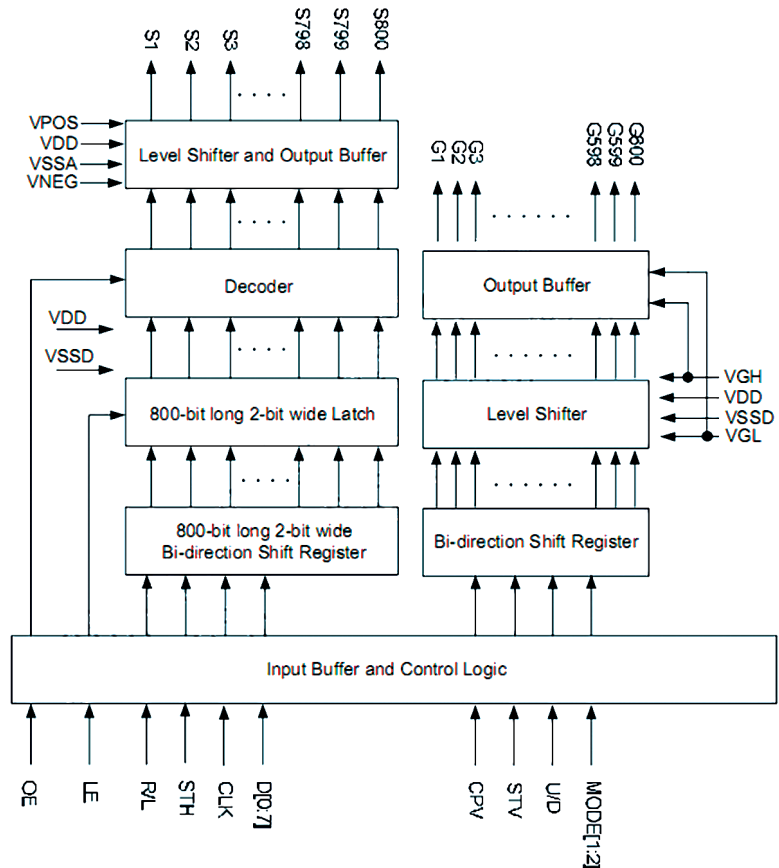 S1
S2
S3
S798
S799
S800
VPOS
VDD
VSSA
VNEG
Level Shifter and Output Buffer
G1
G2
G3
G598
G599
G800
Decoder
Output Buffer
VDD
VSSD
800-bit long 2-bit wide Latch
Level Shifter
VGH
VDD
VSSD
VGL
800-bit long 2-bit wide
Bi-direction Shift Register
Bi-direction Shift Register
Input Buffer and Control Logic
OE
LE
R/L
STH
CLK
D[0:7]
CPV
STV
U/D
MODE[1:2]